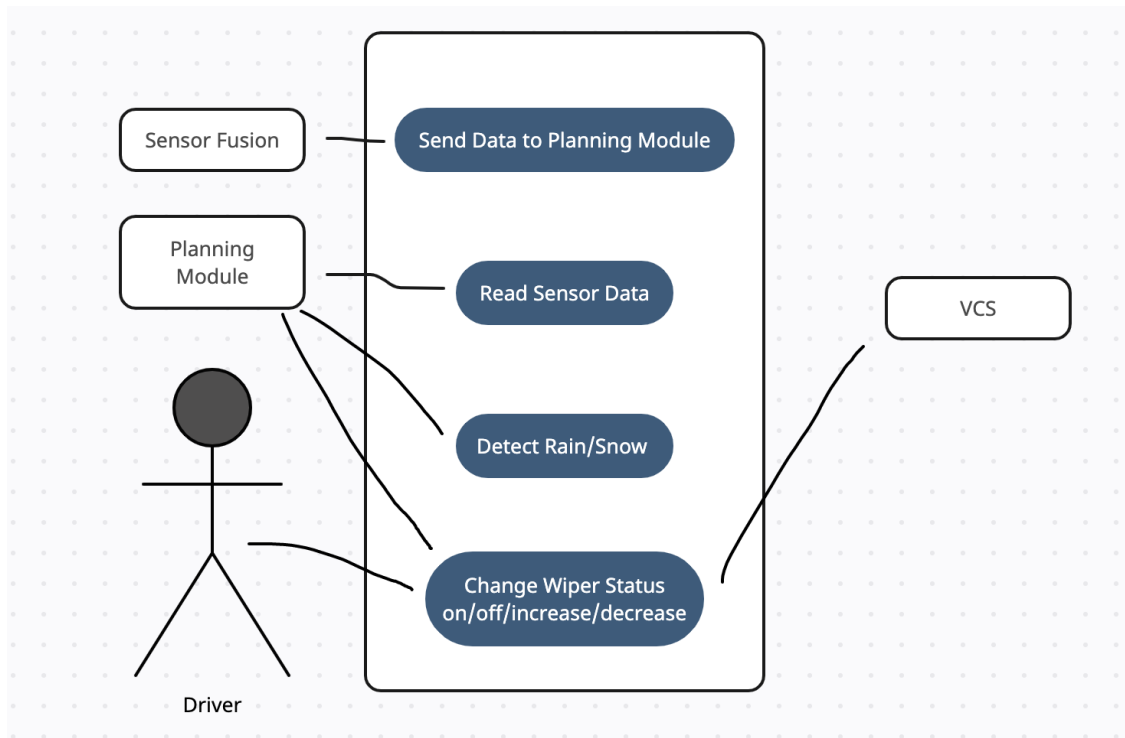 Sensor Fusion
Send Data to Planning Module
Planning
Module
Read Sensor Data
VCS
Detect Rain/Snow
Change Wiper Status
on/off/increase/decrease
Driver